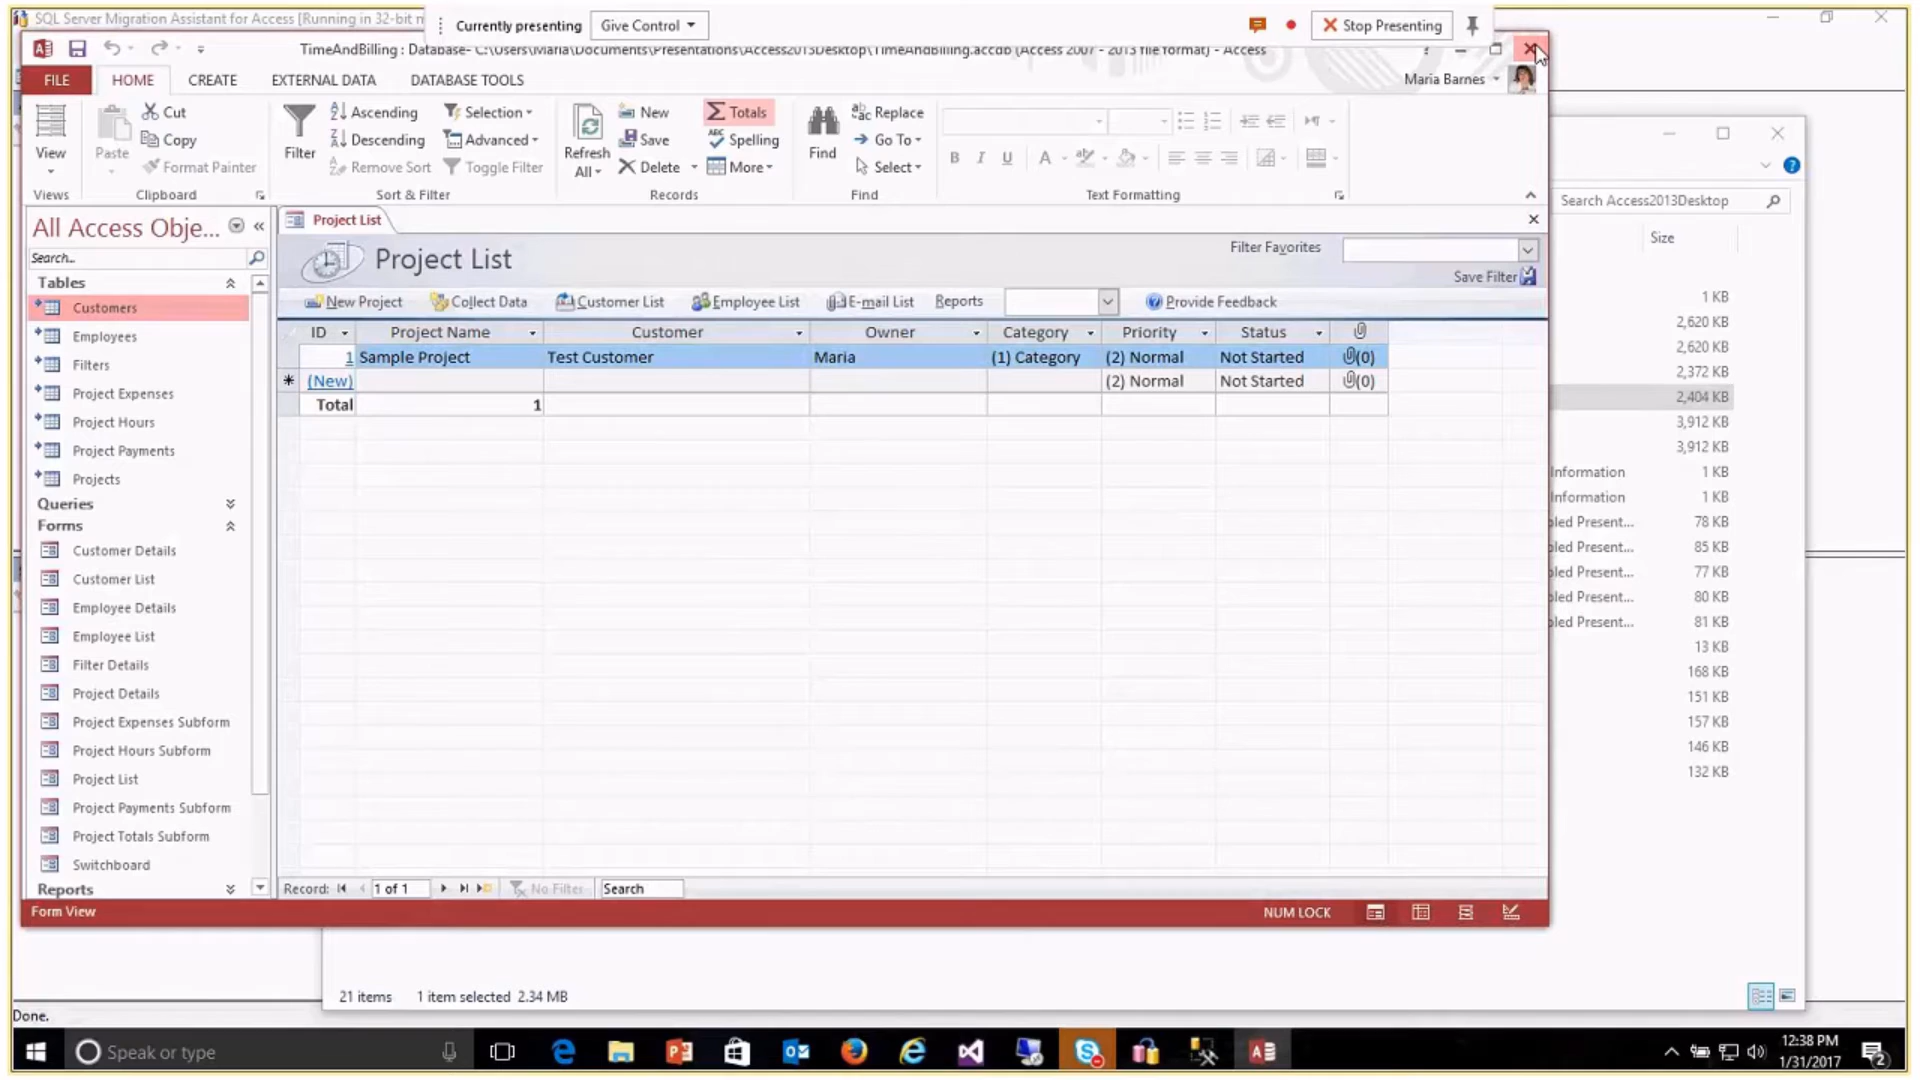 SQL Server Migration Assistant for Access [Running in 32-bit m
Currently presenting
Give Control
Stop Presenting
TimeAndBilling : Database- C:\Users\Maria\Documents\Presentations\Access2013Desktop\TimeAndBilling.accdb (Access 2007 - 2013 file format) - Access
FILE HOME CREATE EXTERNAL DATA DATABASE TOOLS
Maria Barnes
View
Paste
Cut
Copy
Format Painter
Filter
Ascending
Descending
Remove Sort
Selection
Advanced
Toggle Filter
Refresh All
New
Save
Delete
Totals
Spelling
More
Find
Replace
Go To
Select
B I U A
Views Clipboard Sort & Filter Records Find Text Formatting
Search Access2013Desktop
Size
All Access Obje...
Search...
Tables
Customers
Employees
Filters
Project Expenses
Project Hours
Project Payments
Projects
Queries
Forms
Customer Details
Customer List
Employee Details
Employee List
Filter Details
Project Details
Project Expenses Subform
Project Hours Subform
Project List
Project Payments Subform
Project Totals Subform
Switchboard
Reports
Project List
Project List
Filter Favorites
Save Filter
New Project Collect Data Customer List Employee List E-mail List Reports Provide Feedback
ID Project Name Customer Owner Category Priority Status
1 Sample Project Test Customer Maria (1) Category (2) Normal Not Started (0)
* (New) (2) Normal Not Started (0)
Total 1
Record: 1 of 1 No Filter Search
Form View
NUM LOCK
1 KB
2,620 KB
2,620 KB
2,372 KB
2,404 KB
3,912 KB
3,912 KB
Information 1 KB
Information 1 KB
bled Present... 78 KB
bled Present... 85 KB
bled Present... 77 KB
bled Present... 80 KB
bled Present... 81 KB
13 KB
168 KB
151 KB
157 KB
146 KB
132 KB
21 items 1 item selected 2.34 MB
Done.
Speak or type
12:38 PM
1/31/2017
2